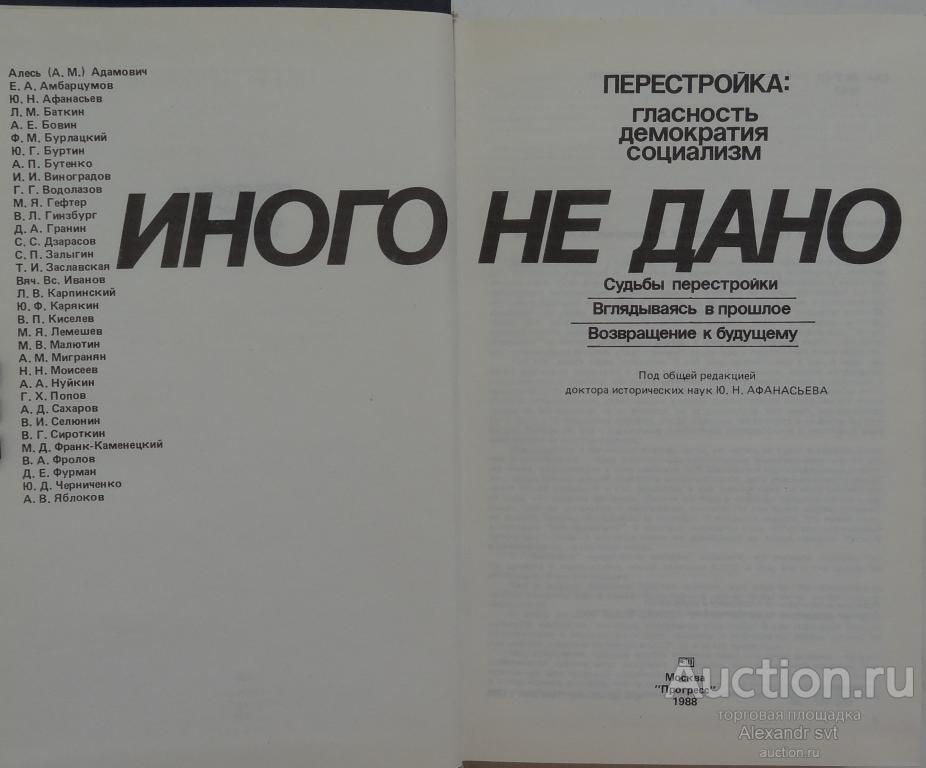 Алесь (А. М.) Адамович
Е. А. Амбарцумов
Ю. Н. Афанасьев
Л. М. Баткин
А. Е. Бовин
Ф. М. Бурлацкий
Ю. Г. Буртин
А. П. Бутенко
И. И. Виноградов
Г. Г. Водолазов
М. Я. Гефтер
В. Л. Гинзбург
Д. А. Гранин
С. С. Дзарасов
С. П. Залыгин
Т. И. Заславская
Вяч. Вс. Иванов
Л. В. Карпинский
Ю. Ф. Карякин
В. П. Киселев
М. Я. Лемешев
М. В. Малютин
А. М. Мигранян
Н. Н. Моисеев
А. А. Нуйкин
Г. Х. Попов
А. Д. Сахаров
В. И. Селюнин
В. Г. Сироткин
М. Д. Франк-Каменецкий
В. А. Фролов
Д. Е. Фурман
Ю. Д. Черниченко
А. В. Яблоков
ПЕРЕСТРОЙКА:
ГЛАСНОСТЬ
ДЕМОКРАТИЯ
СОЦИАЛИЗМ
ИНОГО НЕ ДАНО
Судьбы перестройки
Вглядываясь в прошлое
Возвращение к будущему
Под общей редакцией
доктора исторических наук Ю. Н. АФАНАСЬЕВА
Москва
"Прогресс"
1988
Auction.ru
торговая площадка
Alexandr svt
auction.ru